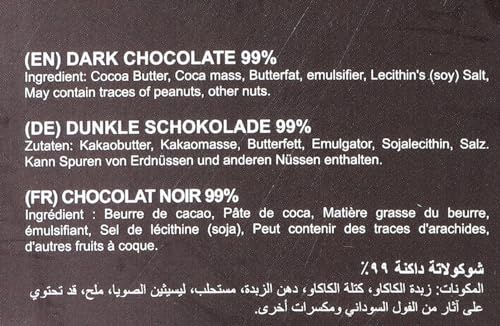 (EN) DARK CHOCOLATE 99%
Ingredient: Cocoa Butter, Coca mass, Butterfat, emulsifier, Lecithin's (soy) Salt,
May contain traces of peanuts, other nuts.
(DE) DUNKLE SCHOKOLADE 99%
Zutaten: Kakaobutter, Kakaomasse, Butterfett, Emulgator, Sojalecithin, Salz.
Kann Spuren von Erdnüssen und anderen Nüssen enthalten.
(FR) CHOCOLAT NOIR 99%
Ingrédient : Beurre de cacao, Pâte de coca, Matière grasse du beurre,
émulsifiant, Sel de lécithine (soja), Peut contenir des traces d'arachides,
d'autres fruits à coque.
شوكولاتة داكنة ٩٩٪
المكونات: زبدة الكاكاو، كتلة الكاكاو، دهن الزبدة، مستحلب، ليسيثين الصويا، ملح، قد تحتوي
على آثار من الفول السوداني ومكسرات أخرى.